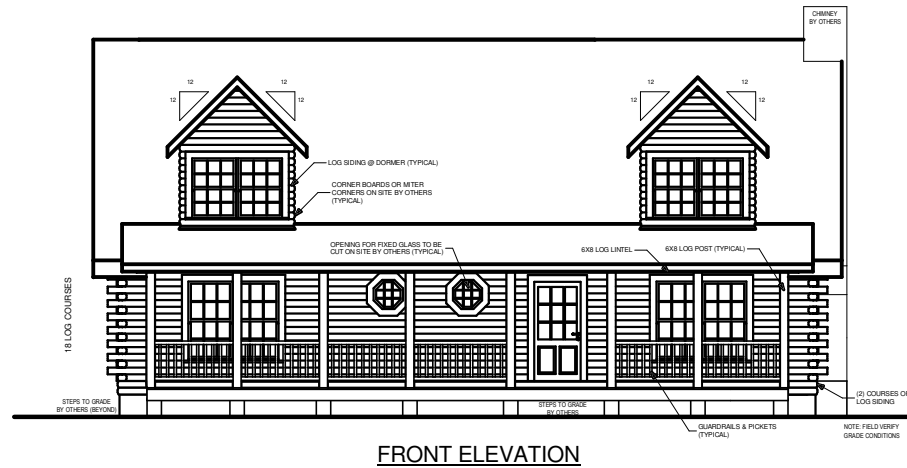 CHIMNEY
BY OTHERS
12
12
12
12
12
12
12
12
LOG SIDING @ DORMER (TYPICAL)
CORNER BOARDS OR MITER
CORNERS ON SITE BY OTHERS
(TYPICAL)
OPENING FOR FIXED GLASS TO BE
CUT ON SITE BY OTHERS (TYPICAL)
6X8 LOG LINTEL
6X8 LOG POST (TYPICAL)
18 LOG COURSES
STEPS TO GRADE
BY OTHERS (BEYOND)
STEPS TO GRADE
BY OTHERS
(2) COURSES OF
LOG SIDING
GUARDRAILS & PICKETS
(TYPICAL)
NOTE: FIELD VERIFY
GRADE CONDITIONS
FRONT ELEVATION